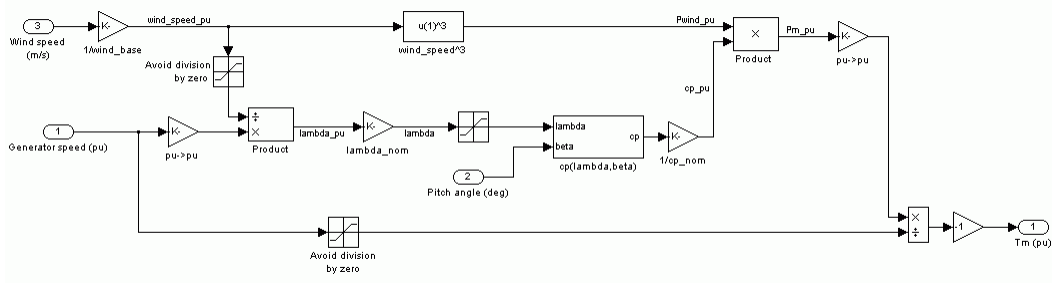 3
Wind speed
(m/s)
K-
1/wind_base
wind_speed_pu
u(1)^3
wind_speed^3
Pwind_pu
×
Product
Pm_pu
K-
pu->pu
Avoid division
by zero
cp_pu
1
Generator speed (pu)
K-
pu->pu
÷
×
Product
lambda_pu
K-
lambda_nom
lambda
lambda
beta
cp
cp(lambda,beta)
K-
1/cp_nom
2
Pitch angle (deg)
Avoid division
by zero
×
÷
-1
1
Tm (pu)